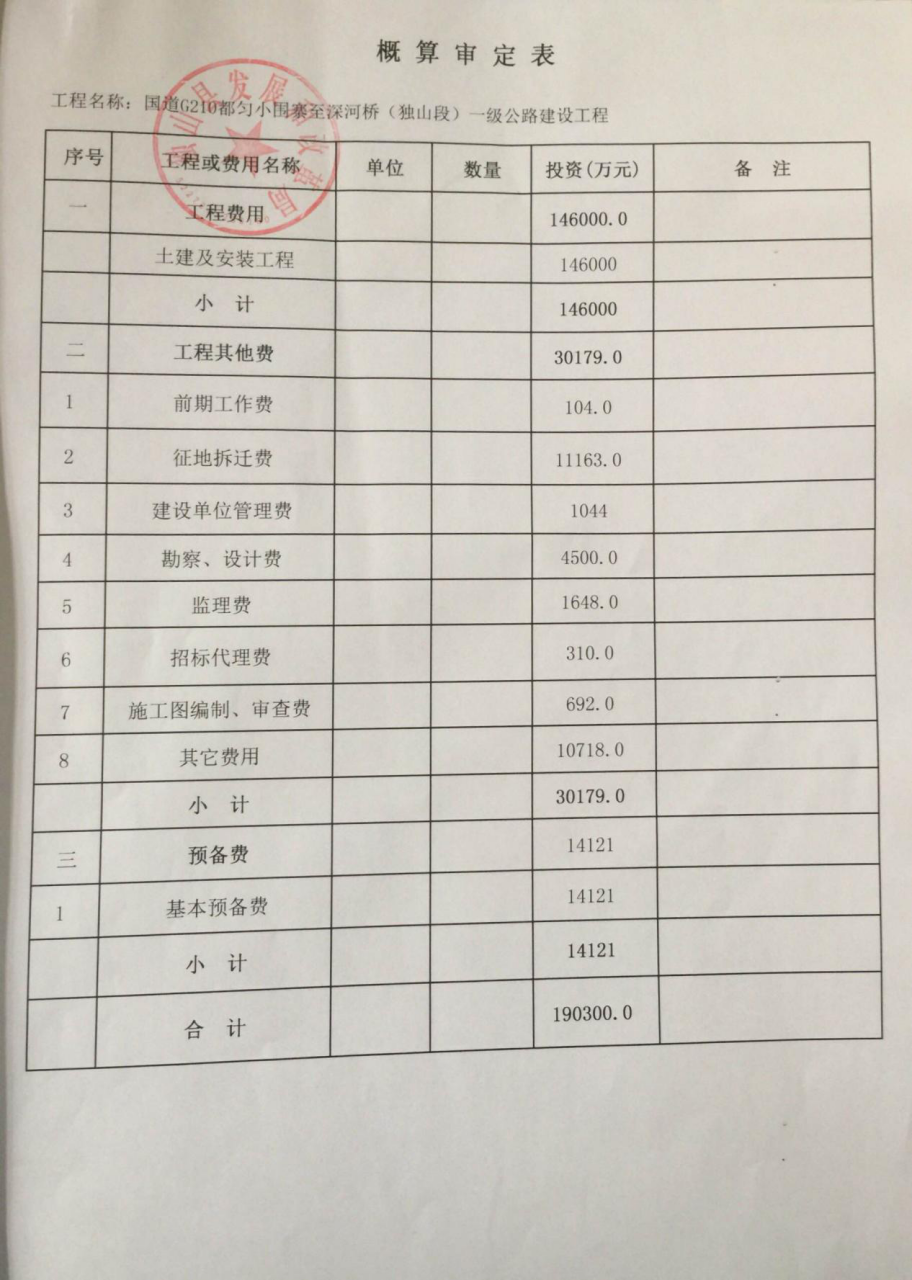 概算审定表
工程名称：国道G210都匀小围寨至深河桥（独山段）一级公路建设工程
序号 工程或费用名称 单位 数量 投资(万元) 备 注
一 工程费用 146000.0
土建及安装工程 146000
小 计 146000
二 工程其他费 30179.0
1 前期工作费 104.0
2 征地拆迁费 11163.0
3 建设单位管理费 1044
4 勘察、设计费 4500.0
5 监理费 1648.0
6 招标代理费 310.0
7 施工图编制、审查费 692.0
8 其它费用 10718.0
小 计 30179.0
三 预备费 14121
1 基本预备费 14121
小 计 14121
合 计 190300.0
山县发展 改 革局